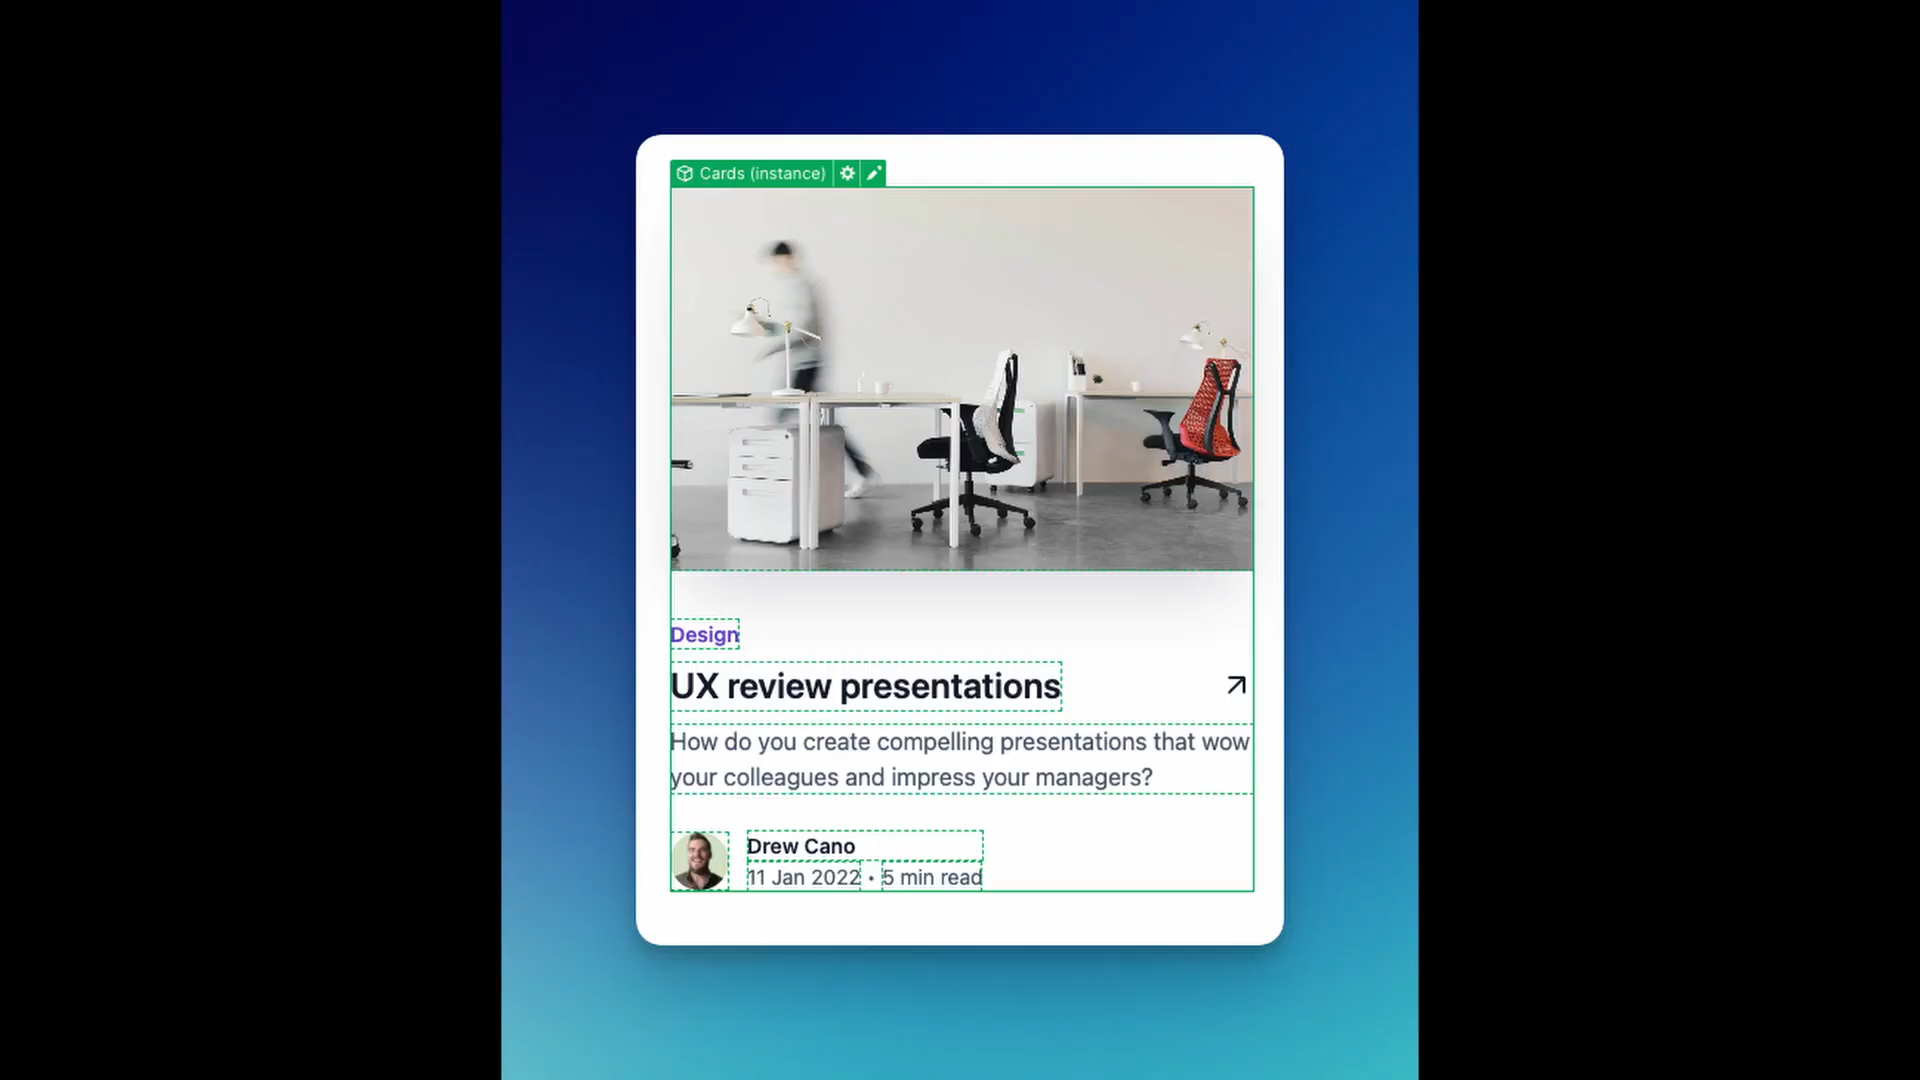 Cards (instance)
Design
UX review presentations
How do you create compelling presentations that wow
your colleagues and impress your managers?
Drew Cano
11 Jan 2022 • 5 min read